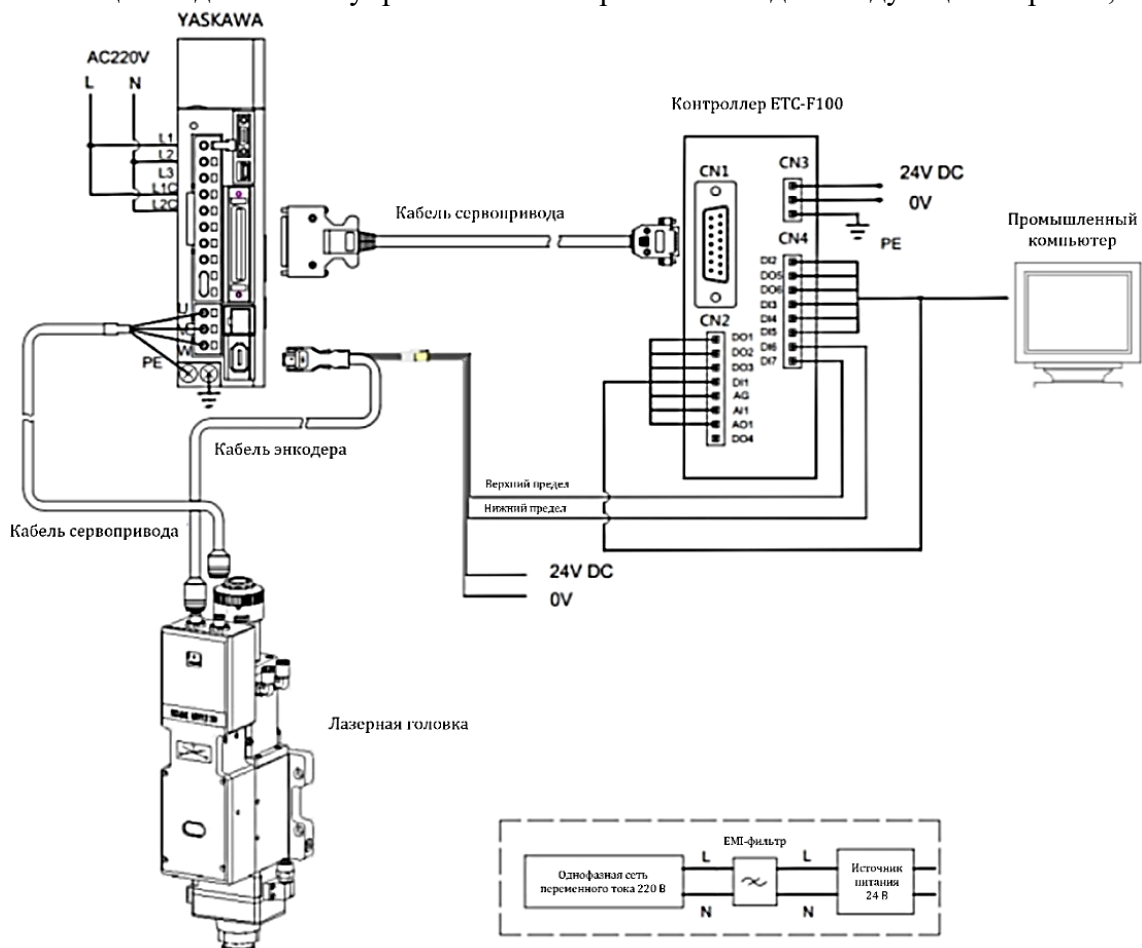 YASKAWA
AC220V
L N
L1
L2
L3
L1C
L2C
U
V
W
PE
Кабель сервопривода
Контроллер ETC-F100
CN1
CN3
24V DC
0V
PE
CN4
DI2
DO5
DO6
DI3
DI4
DI5
DI6
DI7
CN2
DO1
DO2
DO3
DI1
AG
AI1
AO1
DO4
Промышленный
компьютер
Кабель энкодера
Верхний предел
Нижний предел
Кабель сервопривода
24V DC
0V
Лазерная головка
EMI-фильтр
Однофазная сеть
переменного тока 220 В
L L
N N
Источник
питания
24 В